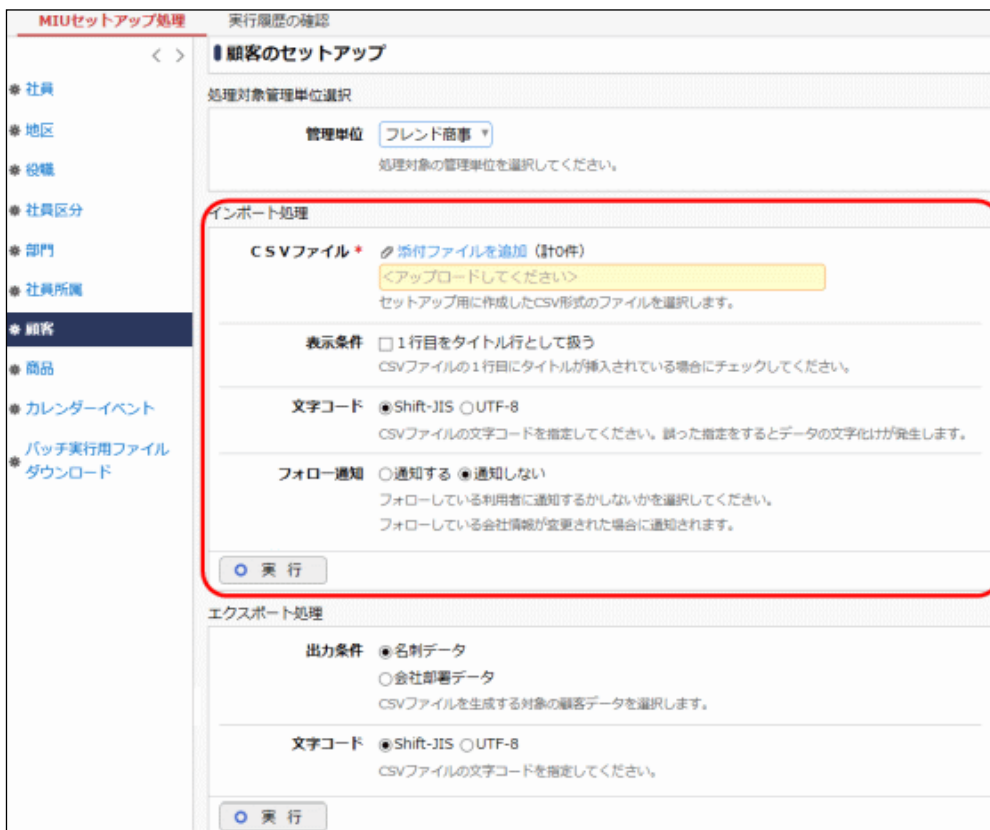 MIUセットアップ処理 実行履歴の確認
< >
顧客のセットアップ
社員
地区
役職
社員区分
部門
社員所属
顧客
商品
カレンダーイベント
バッチ実行用ファイル
ダウンロード
処理対象管理単位選択
管理単位 フレンド商事
処理対象の管理単位を選択してください。
インポート処理
ＣＳＶファイル * 添付ファイルを追加 (計0件)
<アップロードしてください>
セットアップ用に作成したCSV形式のファイルを選択します。
表示条件 １行目をタイトル行として扱う
CSVファイルの１行目にタイトルが挿入されている場合にチェックしてください。
文字コード Shift-JIS UTF-8
CSVファイルの文字コードを指定してください。誤った指定をするとデータの文字化けが発生します。
フォロー通知 通知する 通知しない
フォローしている利用者に通知するかしないかを選択してください。
フォローしている会社情報が変更された場合に通知されます。
実 行
エクスポート処理
出力条件 名刺データ
会社部署データ
CSVファイルを生成する対象の顧客データを選択します。
文字コード Shift-JIS UTF-8
CSVファイルの文字コードを指定してください。
実 行